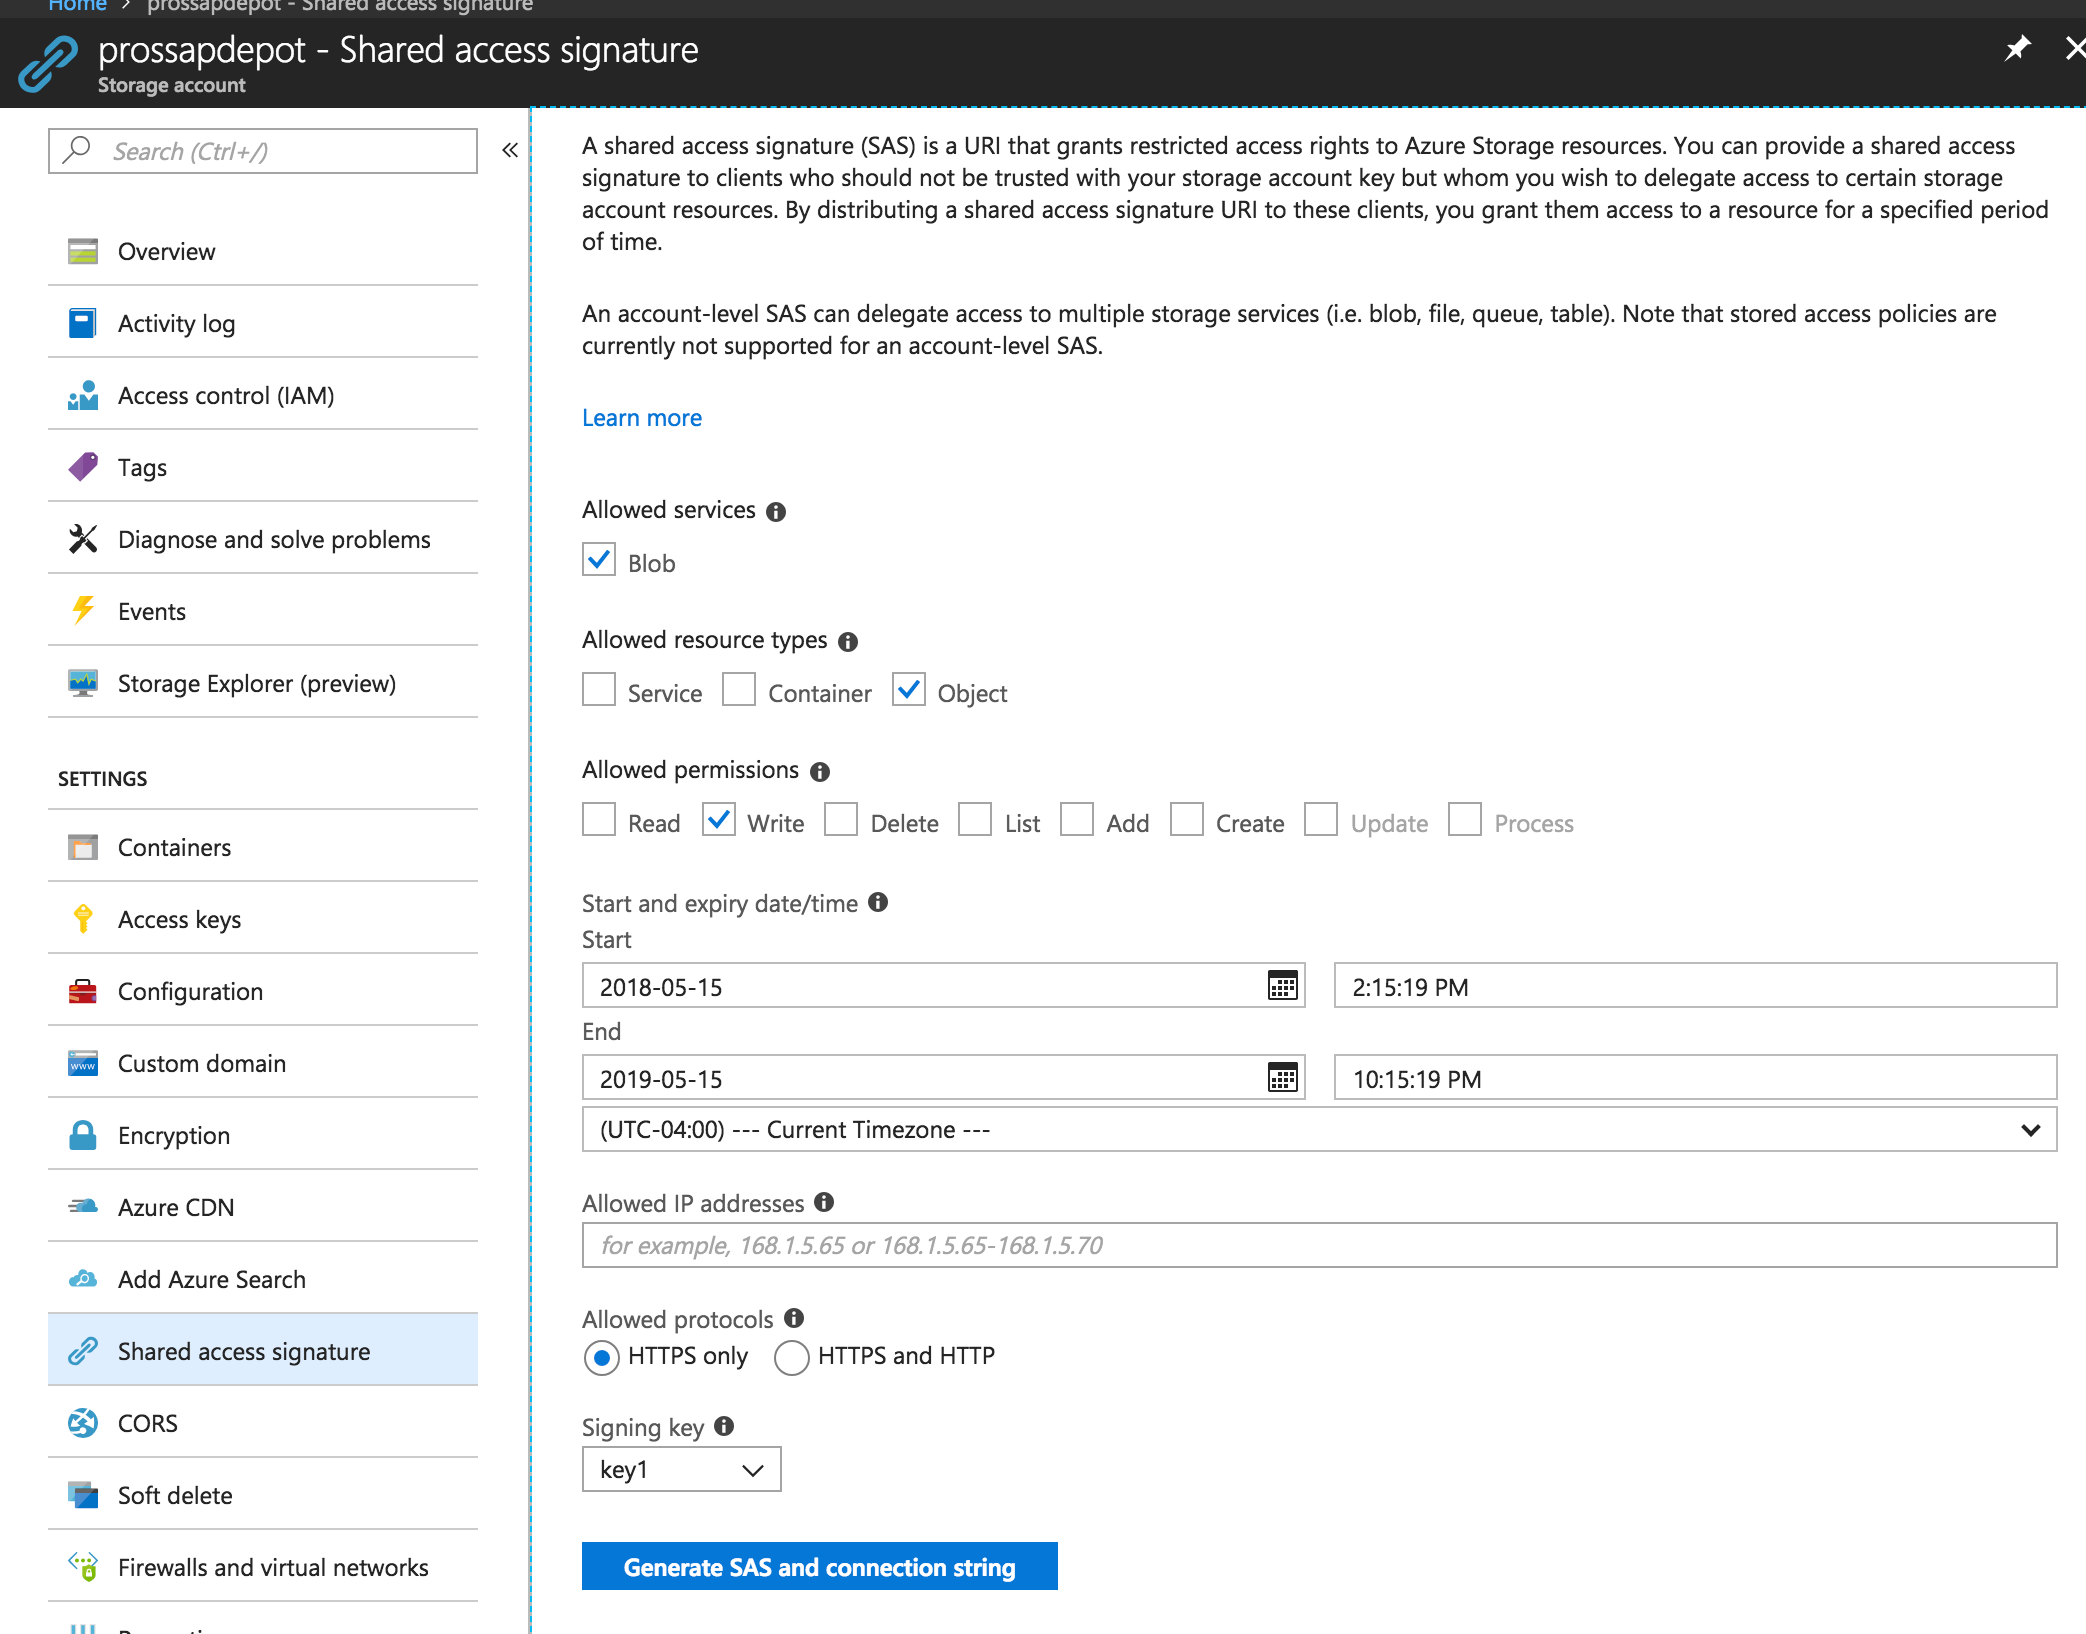 Home > prossapdepot - Shared access signature
prossapdepot - Shared access signature
Storage account
Search (Ctrl+/)
«
Overview
Activity log
Access control (IAM)
Tags
Diagnose and solve problems
Events
Storage Explorer (preview)
SETTINGS
Containers
Access keys
Configuration
www
Custom domain
Encryption
Azure CDN
Add Azure Search
Shared access signature
CORS
Soft delete
Firewalls and virtual networks
A shared access signature (SAS) is a URI that grants restricted access rights to Azure Storage resources. You can provide a shared access
signature to clients who should not be trusted with your storage account key but whom you wish to delegate access to certain storage
account resources. By distributing a shared access signature URI to these clients, you grant them access to a resource for a specified period
of time.
An account-level SAS can delegate access to multiple storage services (i.e. blob, file, queue, table). Note that stored access policies are
currently not supported for an account-level SAS.
Learn more
Allowed services
Blob
Allowed resource types
Service Container Object
Allowed permissions
Read Write Delete List Add Create Update Process
Start and expiry date/time
Start
2018-05-15 2:15:19 PM
End
2019-05-15 10:15:19 PM
(UTC-04:00) --- Current Timezone ---
Allowed IP addresses
for example, 168.1.5.65 or 168.1.5.65-168.1.5.70
Allowed protocols
HTTPS only HTTPS and HTTP
Signing key
key1
Generate SAS and connection string